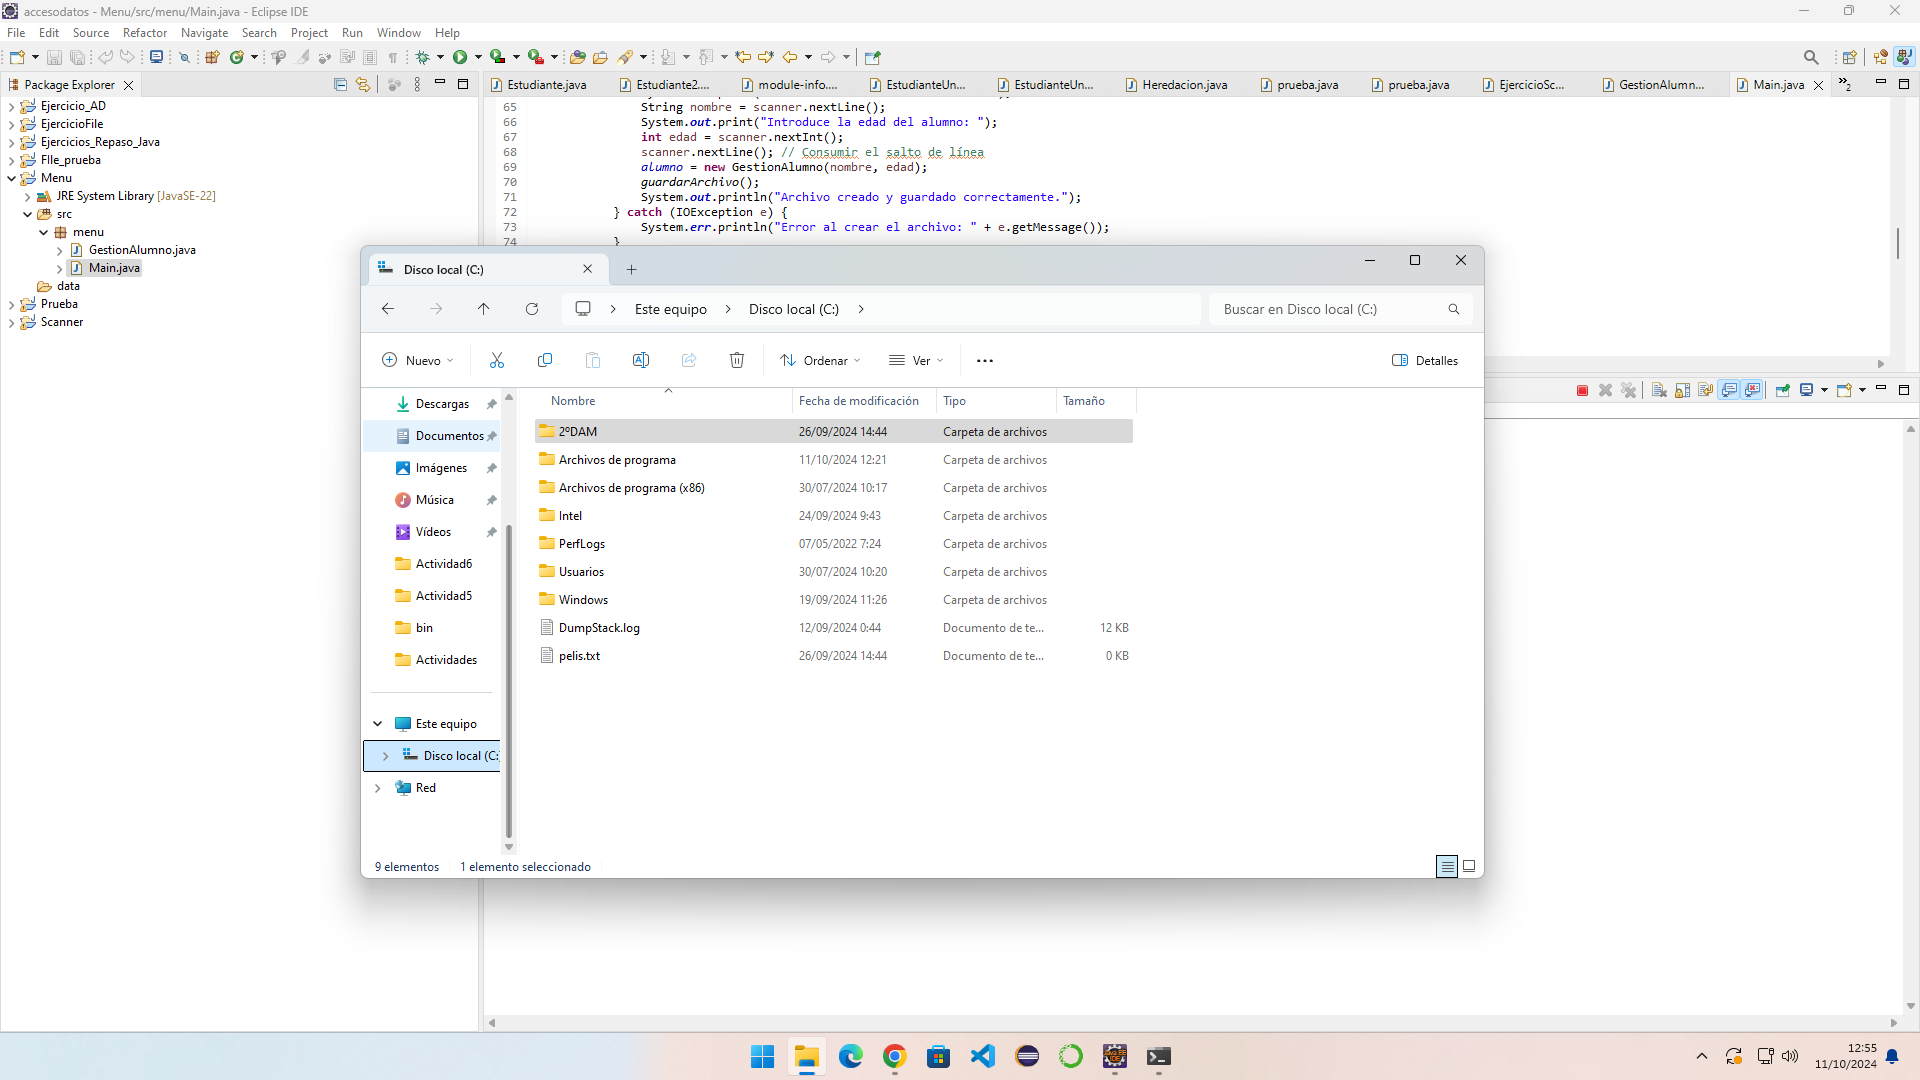 accesodatos - Menu/src/menu/Main.java - Eclipse IDE
File Edit Source Refactor Navigate Search Project Run Window Help
Package Explorer
Estudiante.java Estudiante2.... module-info.... EstudianteUn... EstudianteUn... Heredacion.java prueba.java prueba.java EjercicioSc... GestionAlumn... Main.java 2
Ejercicio_AD
EjercicioFile
Ejercicios_Repaso_Java
FIle_prueba
Menu
JRE System Library [JavaSE-22]
src
menu
GestionAlumno.java
Main.java
data
Prueba
Scanner
65 String nombre = scanner.nextLine();
66 System.out.print("Introduce la edad del alumno: ");
67 int edad = scanner.nextInt();
68 scanner.nextLine(); // Consumir el salto de línea
69 alumno = new GestionAlumno(nombre, edad);
70 guardarArchivo();
71 System.out.println("Archivo creado y guardado correctamente.");
72 } catch (IOException e) {
73 System.err.println("Error al crear el archivo: " + e.getMessage());
74 }
Disco local (C:)
Este equipo Disco local (C:)
Buscar en Disco local (C:)
Nuevo Ordenar Ver Detalles
Descargas
Documentos
Imágenes
Música
Vídeos
Actividad6
Actividad5
bin
Actividades
Este equipo
Disco local (C:)
Red
Nombre Fecha de modificación Tipo Tamaño
2ºDAM 26/09/2024 14:44 Carpeta de archivos
Archivos de programa 11/10/2024 12:21 Carpeta de archivos
Archivos de programa (x86) 30/07/2024 10:17 Carpeta de archivos
Intel 24/09/2024 9:43 Carpeta de archivos
PerfLogs 07/05/2022 7:24 Carpeta de archivos
Usuarios 30/07/2024 10:20 Carpeta de archivos
Windows 19/09/2024 11:26 Carpeta de archivos
DumpStack.log 12/09/2024 0:44 Documento de te... 12 KB
pelis.txt 26/09/2024 14:44 Documento de te... 0 KB
9 elementos 1 elemento seleccionado
12:55
11/10/2024